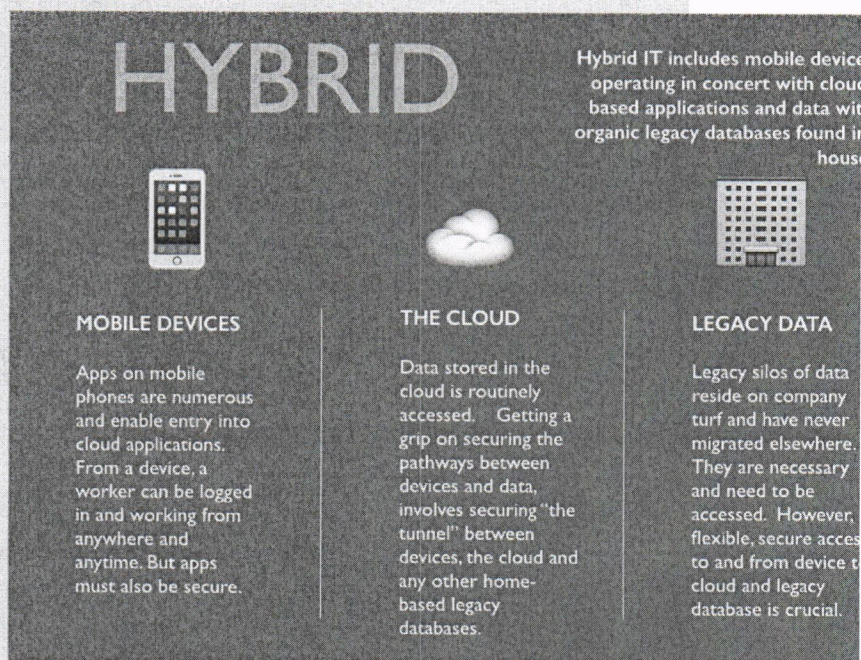 HYBRID
Hybrid IT includes mobile device
operating in concert with cloud
based applications and data wit
organic legacy databases found in
house
MOBILE DEVICES
Apps on mobile
phones are numerous
and enable entry into
cloud applications.
From a device, a
worker can be logged
in and working from
anywhere and
anytime. But apps
must also be secure.
THE CLOUD
Data stored in the
cloud is routinely
accessed. Getting a
grip on securing the
pathways between
devices and data,
involves securing "the
tunnel" between
devices, the cloud and
any other home-
based legacy
databases.
LEGACY DATA
Legacy silos of data
reside on company
turf and have never
migrated elsewhere.
They are necessary
and need to be
accessed. However,
flexible, secure acces
to and from device t
cloud and legacy
database is crucial.